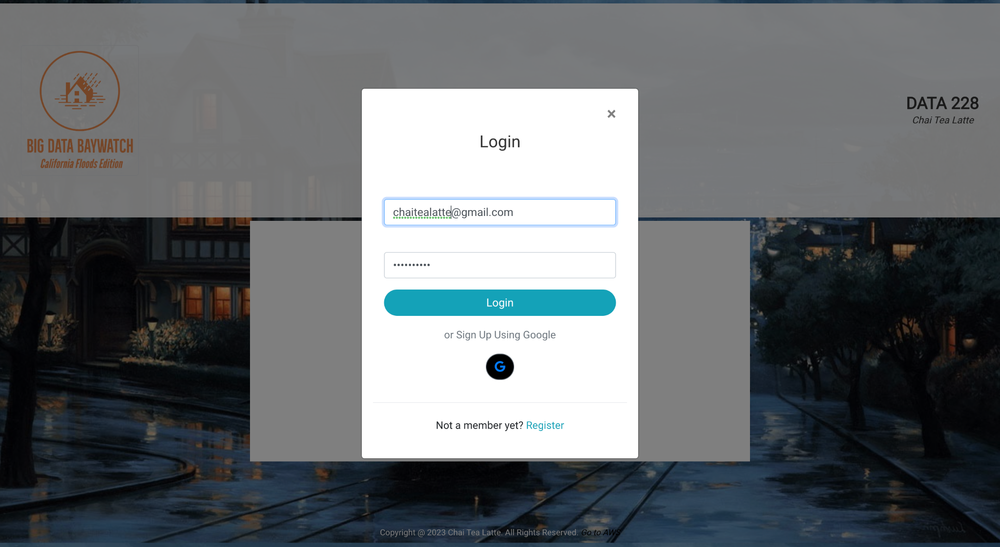 BIG DATA BAYWATCH
California Floods Edition
DATA 228
Chai Tea Latte
×
Login
chaitealatte@gmail.com
••••••••••
Login
or Sign Up Using Google
G
Not a member yet? Register
Copyright @ 2023 Chai Tea Latte. All Rights Reserved. Go to AWS